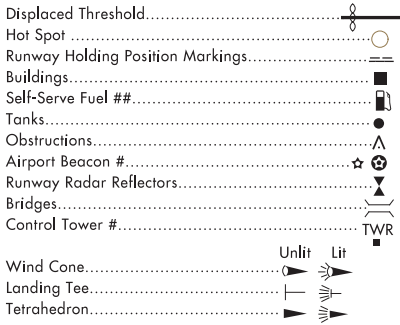 Displaced Threshold
Hot Spot
Runway Holding Position Markings
Buildings
Self-Serve Fuel ##
Tanks
Obstructions
Airport Beacon #
Runway Radar Reflectors
Bridges
Control Tower #
TWR
Unlit Lit
Wind Cone
Landing Tee
Tetrahedron